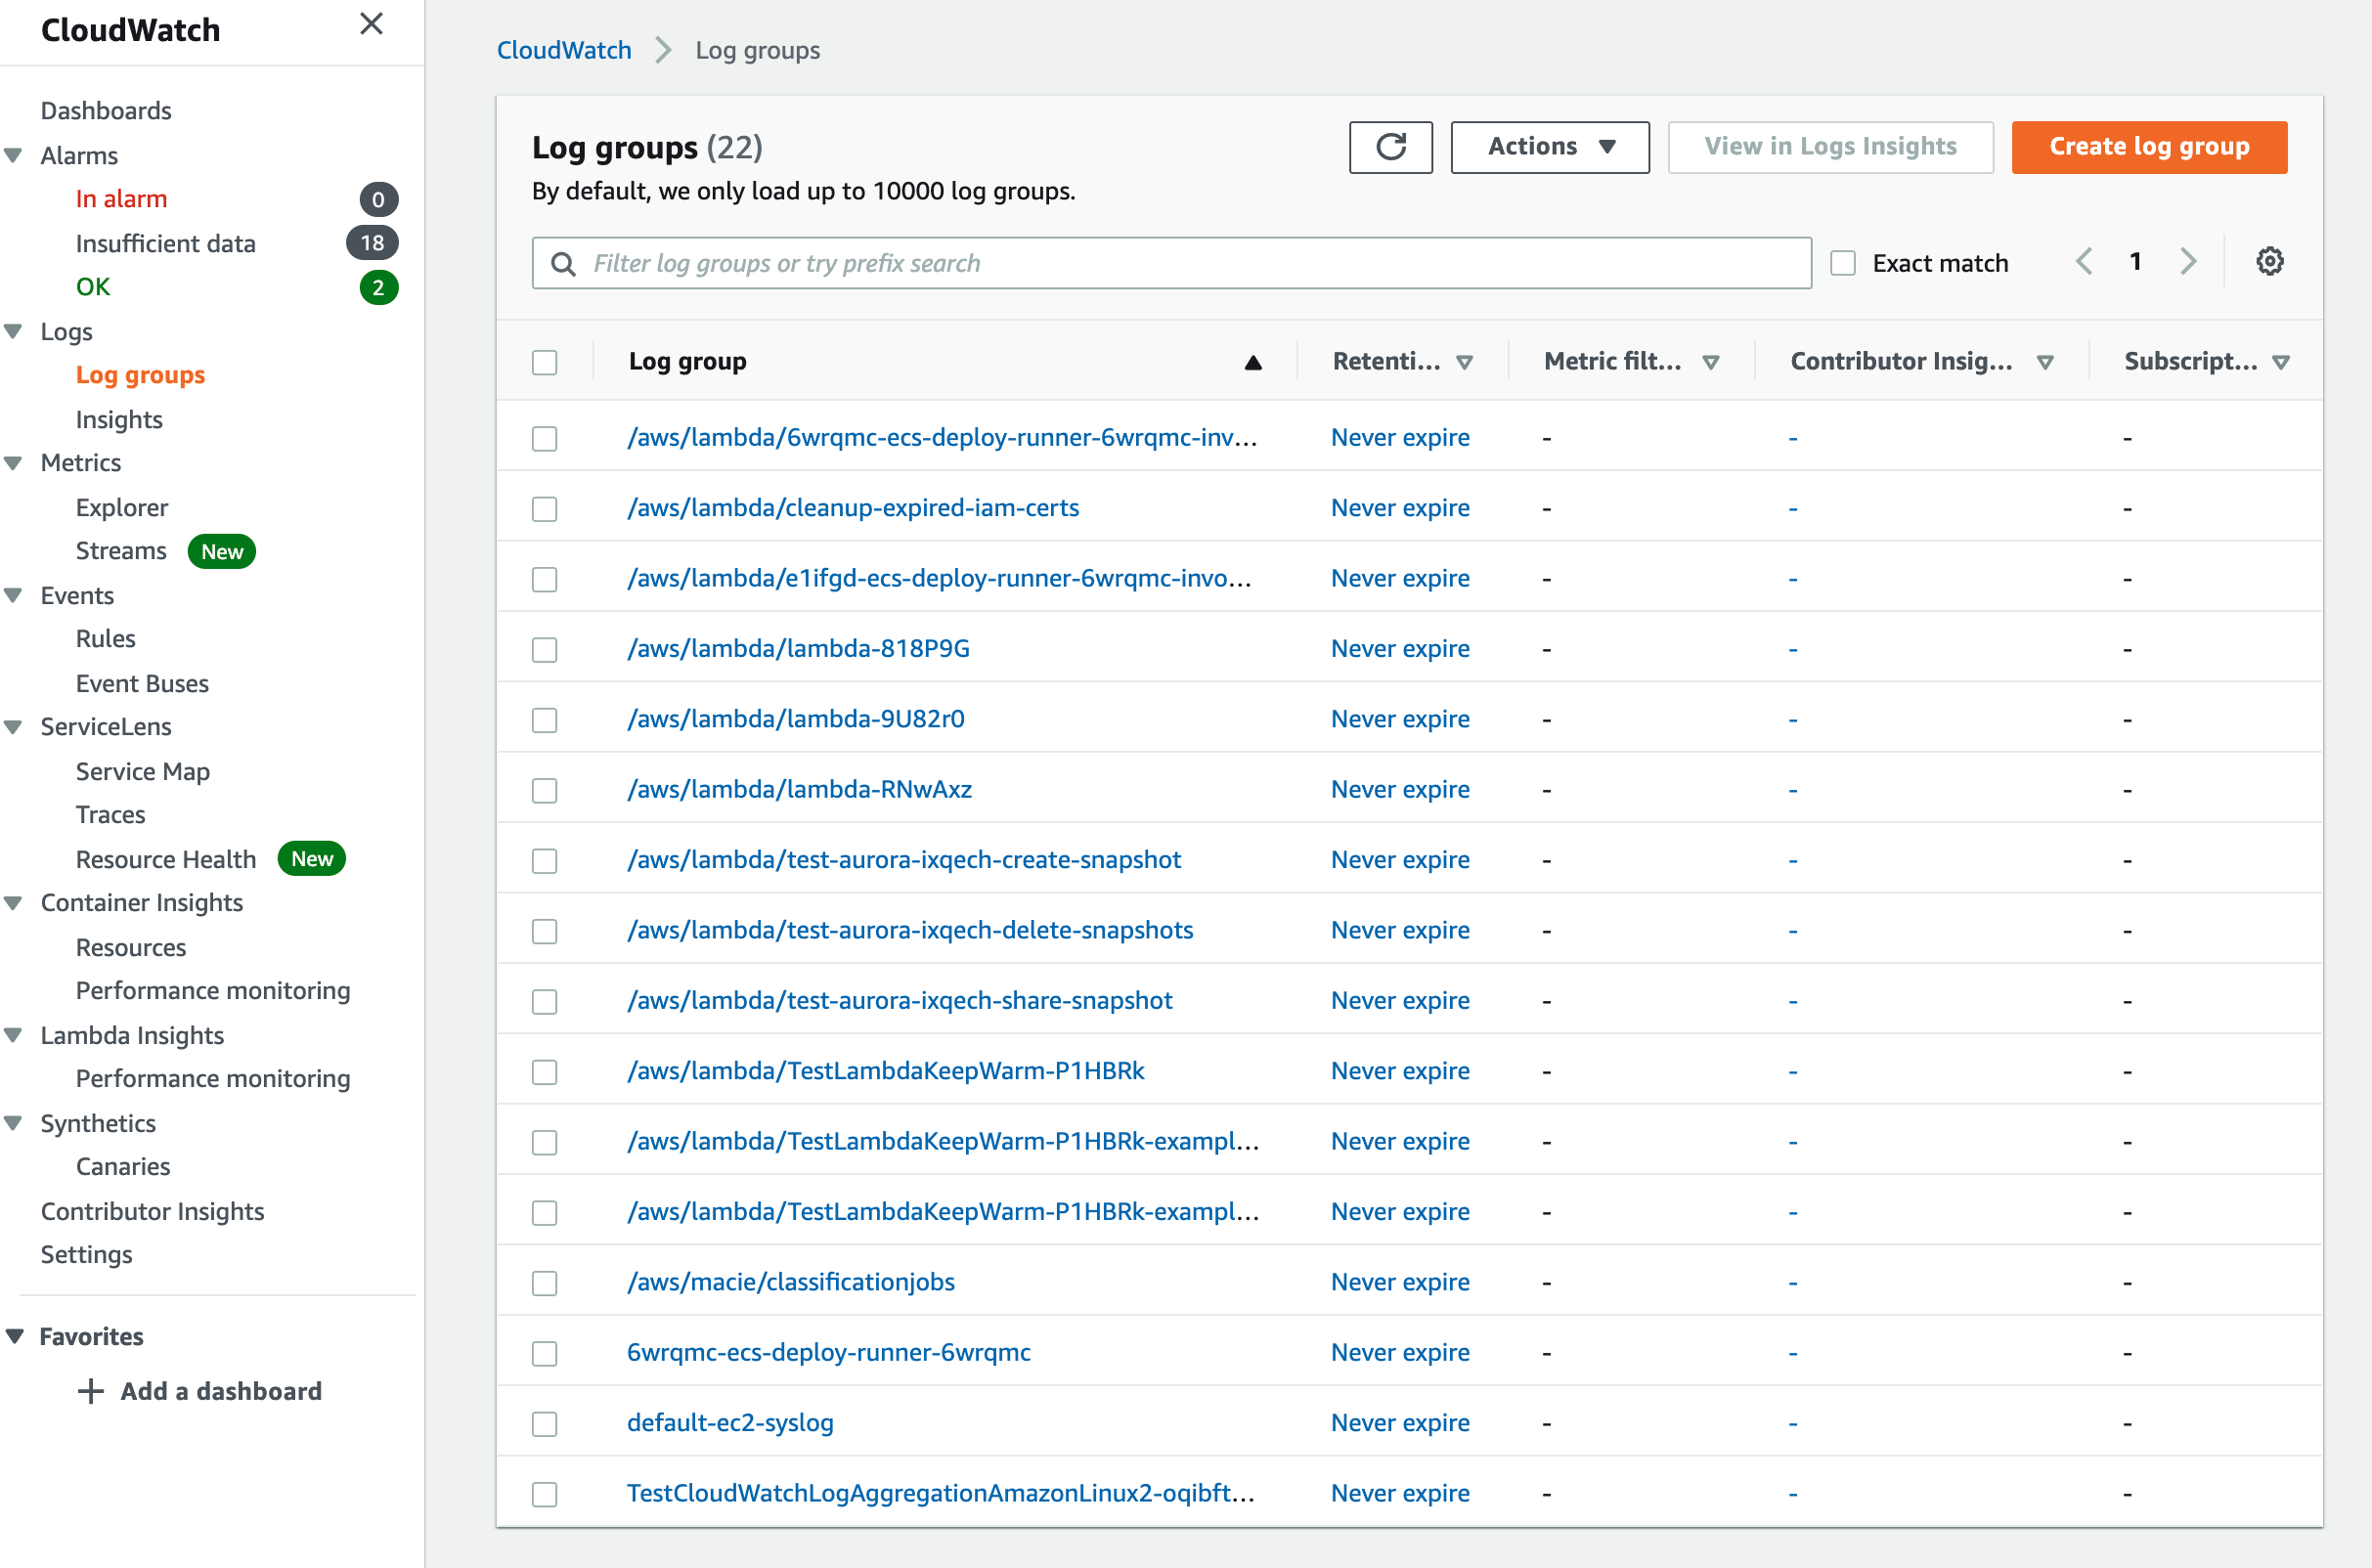 CloudWatch
Dashboards
Alarms
In alarm 0
Insufficient data 18
OK 2
Logs
Log groups
Insights
Metrics
Explorer
Streams New
Events
Rules
Event Buses
ServiceLens
Service Map
Traces
Resource Health New
Container Insights
Resources
Performance monitoring
Lambda Insights
Performance monitoring
Synthetics
Canaries
Contributor Insights
Settings
Favorites
Add a dashboard
CloudWatch Log groups
Log groups (22) Actions View in Logs Insights Create log group
By default, we only load up to 10000 log groups.
Filter log groups or try prefix search Exact match 1
Log group Retenti... Metric filt... Contributor Insig... Subscript...
/aws/lambda/6wrqmc-ecs-deploy-runner-6wrqmc-inv... Never expire - - -
/aws/lambda/cleanup-expired-iam-certs Never expire - - -
/aws/lambda/e1ifgd-ecs-deploy-runner-6wrqmc-invo... Never expire - - -
/aws/lambda/lambda-818P9G Never expire - - -
/aws/lambda/lambda-9U82r0 Never expire - - -
/aws/lambda/lambda-RNwAxz Never expire - - -
/aws/lambda/test-aurora-ixqech-create-snapshot Never expire - - -
/aws/lambda/test-aurora-ixqech-delete-snapshots Never expire - - -
/aws/lambda/test-aurora-ixqech-share-snapshot Never expire - - -
/aws/lambda/TestLambdaKeepWarm-P1HBRk Never expire - - -
/aws/lambda/TestLambdaKeepWarm-P1HBRk-exampl... Never expire - - -
/aws/lambda/TestLambdaKeepWarm-P1HBRk-exampl... Never expire - - -
/aws/macie/classificationjobs Never expire - - -
6wrqmc-ecs-deploy-runner-6wrqmc Never expire - - -
default-ec2-syslog Never expire - - -
TestCloudWatchLogAggregationAmazonLinux2-oqibft... Never expire - - -